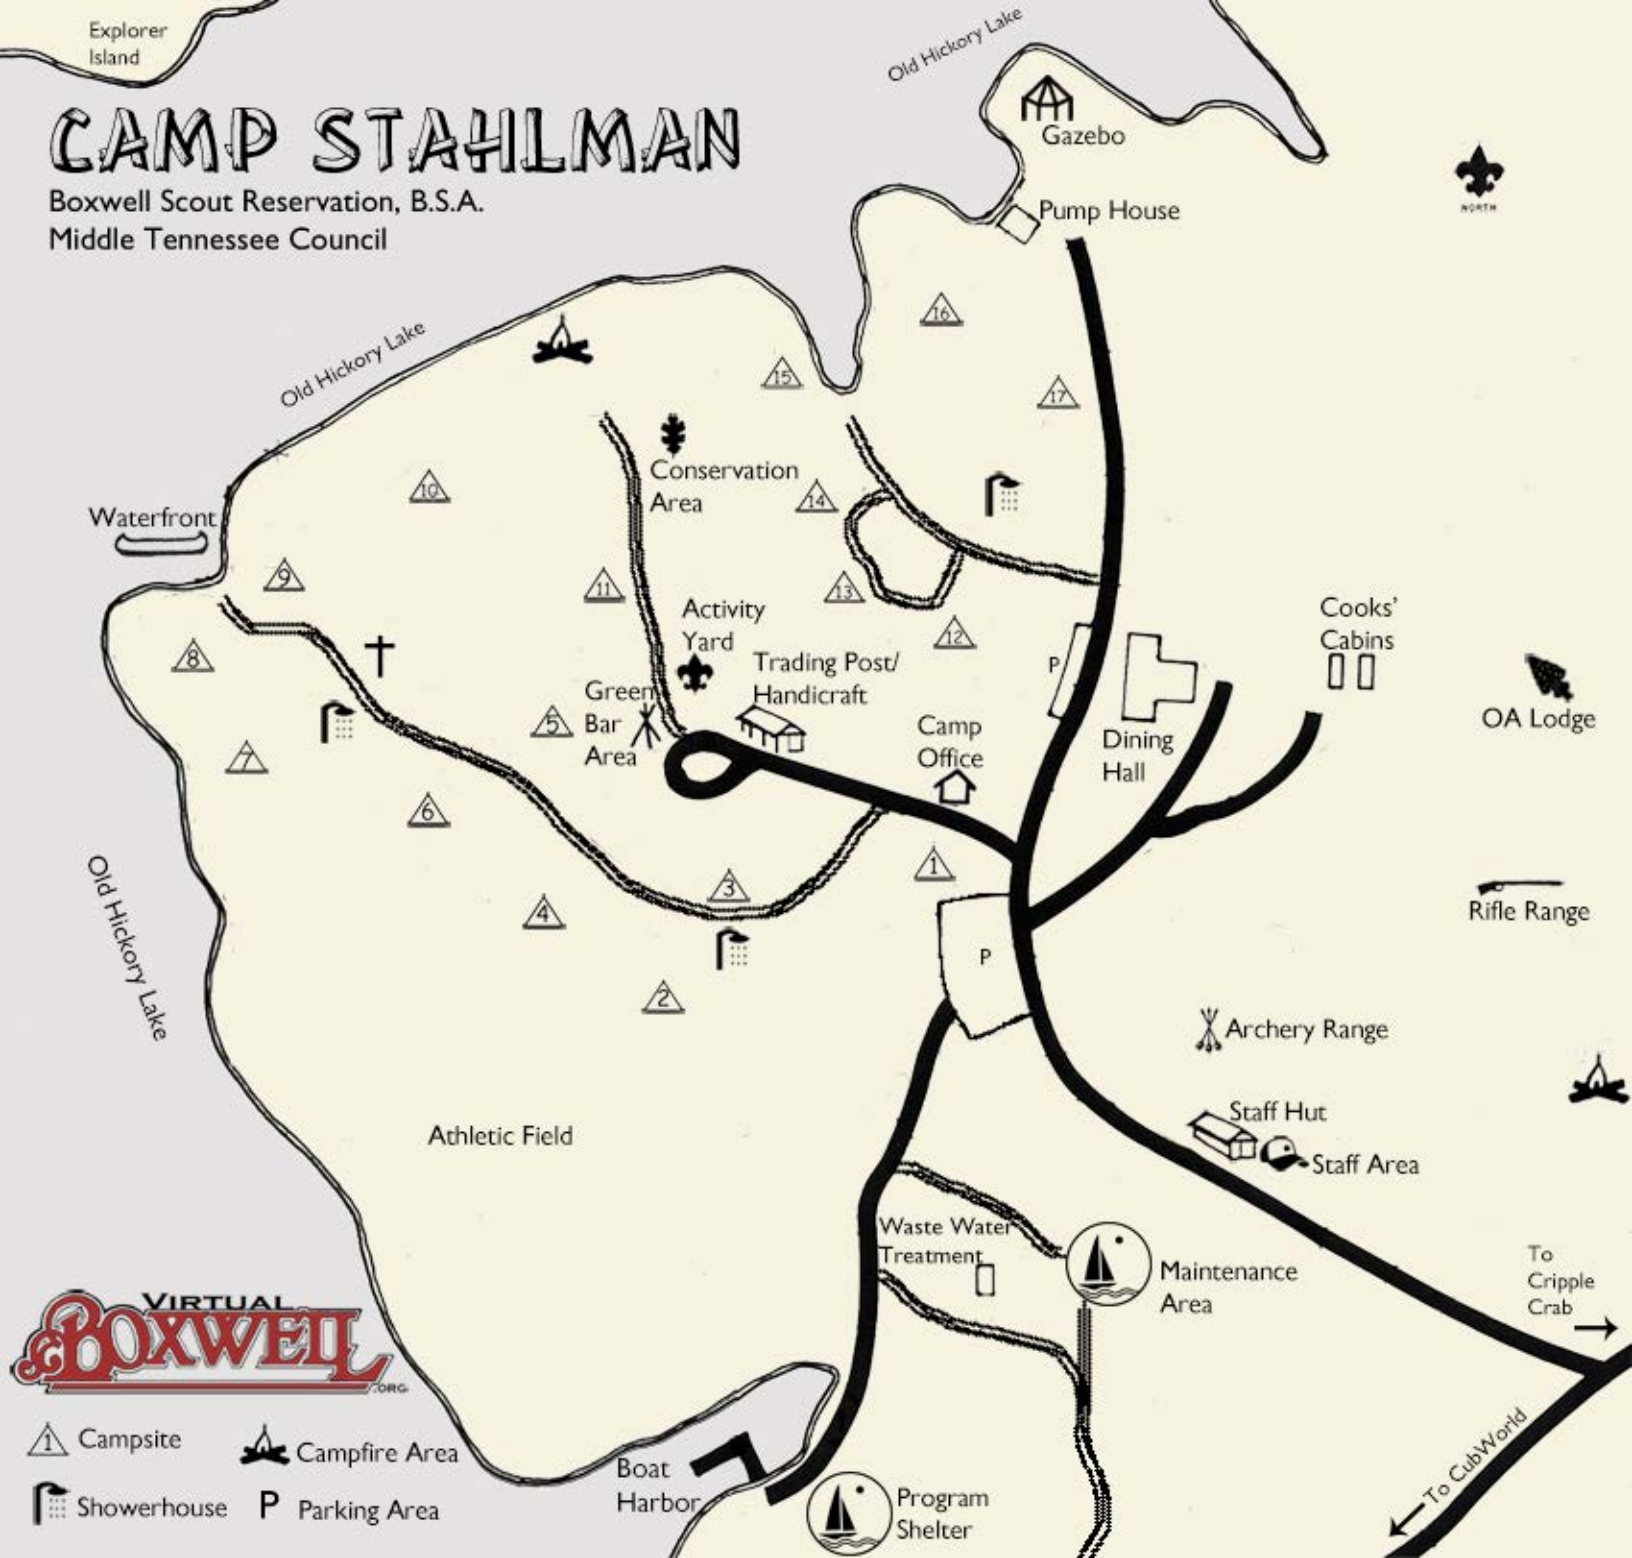 Explorer
Island
Old Hickory Lake
CAMP STAHLMAN
Boxwell Scout Reservation, B.S.A.
Middle Tennessee Council
Gazebo
NORTH
Pump House
16
Old Hickory Lake
15
17
Conservation
Area
10
14
Waterfront
9
11
13
Activity
Yard
12
Cooks'
Cabins
8
Trading Post/
Handicraft
P
Green
Bar
Area
5
OA Lodge
7
Camp
Office
Dining
Hall
6
1
3
4
Rifle Range
Old Hickory Lake
P
2
Archery Range
Athletic Field
Staff Hut
Staff Area
Waste Water
Treatment
Maintenance
Area
To
Cripple
Crab
VIRTUAL
BOXWELL
.ORG
1 Campsite
Campfire Area
Showerhouse
P Parking Area
Boat
Harbor
Program
Shelter
To CubWorld